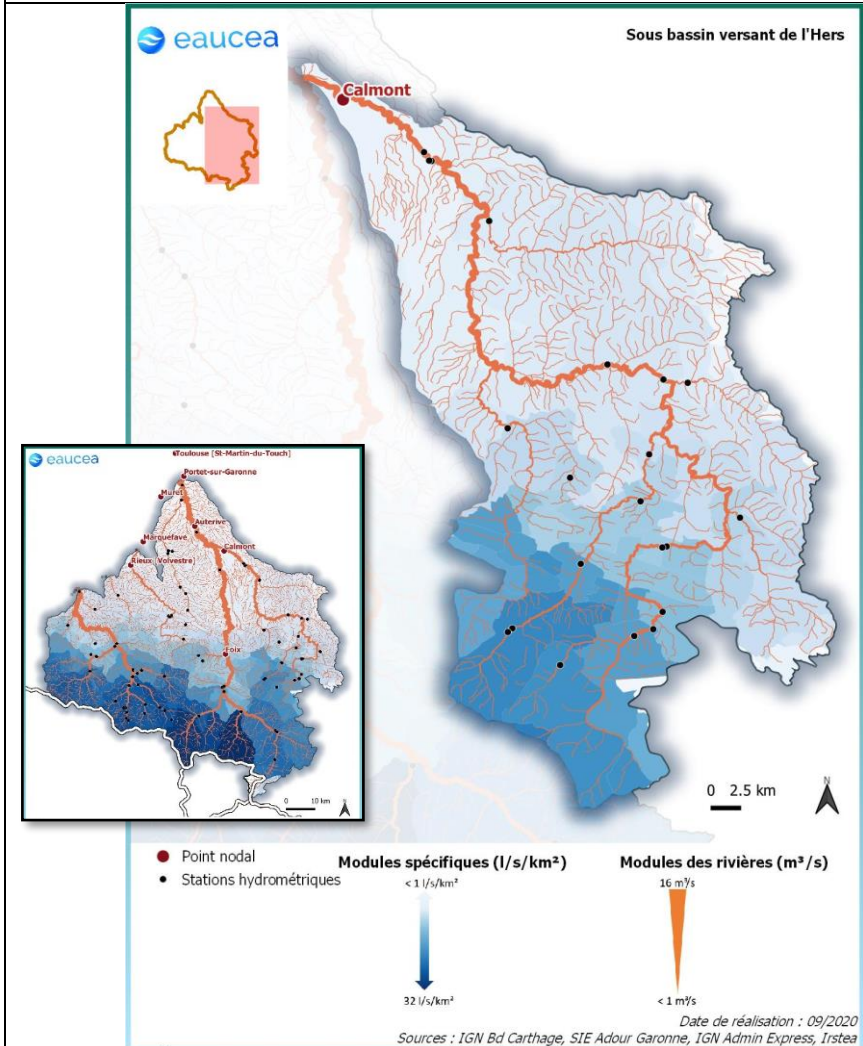 eaucea
Sous bassin versant de l'Hers
Calmont
eaucea
Toulouse [St-Martin-du-Touch]
Portet-sur-Garonne
Muret
Auterive
Marquefave
Calmont
Rieux-Volvestre
Foix
0 10 km
N
0 2.5 km
N
Point nodal
Stations hydrométriques
Modules spécifiques (l/s/km²)
< 1 l/s/km²
32 l/s/km²
Modules des rivières (m³/s)
16 m³/s
< 1 m³/s
Date de réalisation : 09/2020
Sources : IGN Bd Carthage, SIE Adour Garonne, IGN Admin Express, Irstea